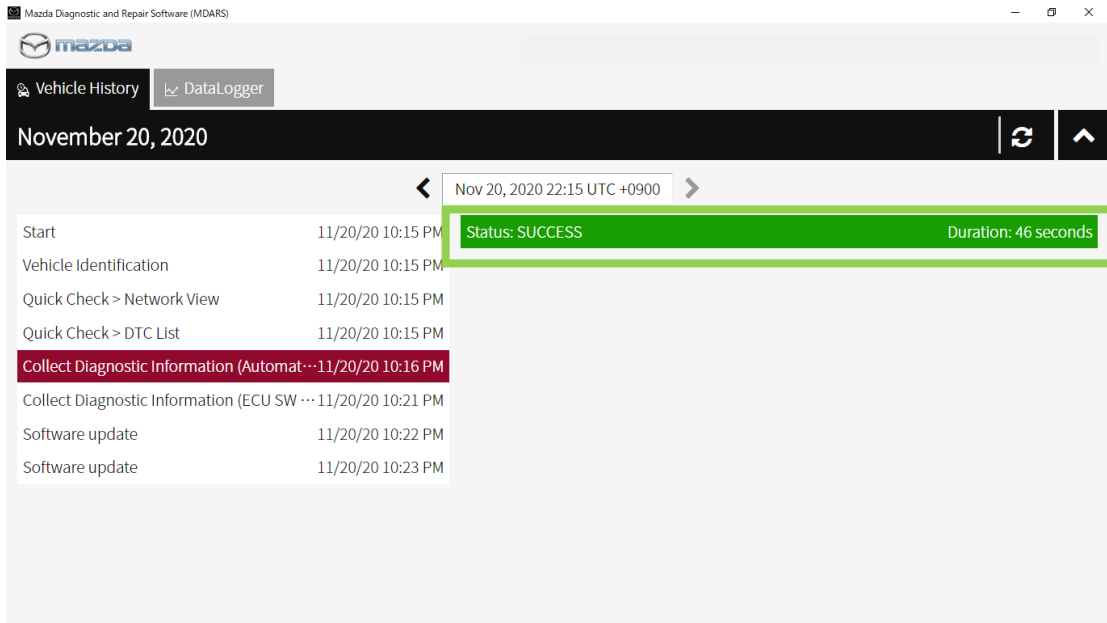 Mazda Diagnostic and Repair Software (MDARS)
mazda
Vehicle History
DataLogger
November 20, 2020
Nov 20, 2020 22:15 UTC +0900
Start 11/20/20 10:15 PM
Status: SUCCESS Duration: 46 seconds
Vehicle Identification 11/20/20 10:15 PM
Quick Check > Network View 11/20/20 10:15 PM
Quick Check > DTC List 11/20/20 10:15 PM
Collect Diagnostic Information (Automat⋯11/20/20 10:16 PM
Collect Diagnostic Information (ECU SW ⋯11/20/20 10:21 PM
Software update 11/20/20 10:22 PM
Software update 11/20/20 10:23 PM